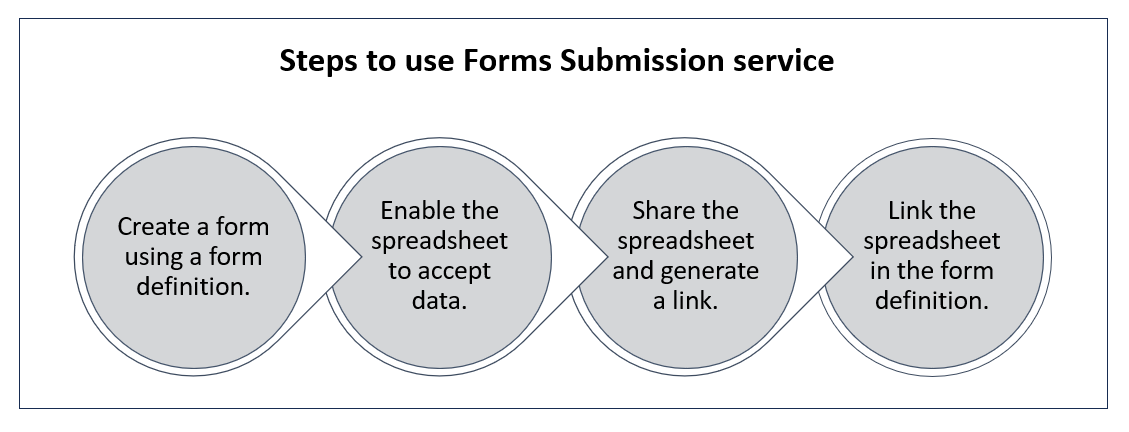 Steps to use Forms Submission service
Create a form
using a form
definition.
Enable the
spreadsheet
to accept
data.
Share the
spreadsheet
and generate
a link.
Link the
spreadsheet
in the form
definition.